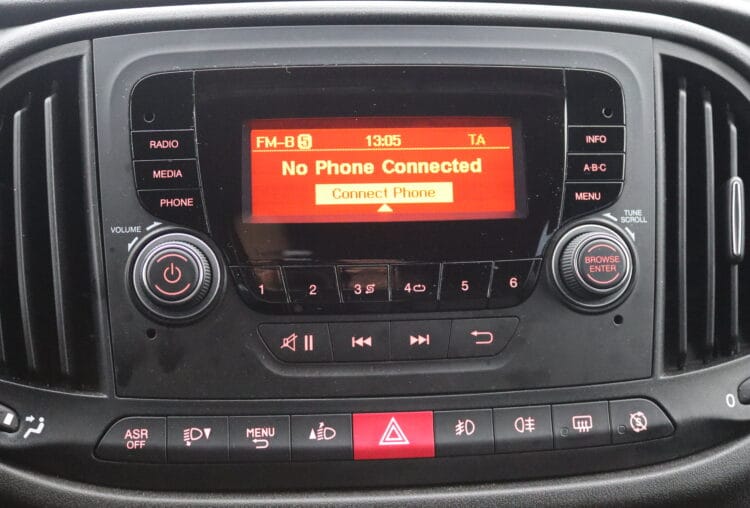 FM-B 5 13:05 TA
No Phone Connected
Connect Phone
RADIO
MEDIA
PHONE
INFO
A-B-C
MENU
VOLUME
TUNE
SCROLL
BROWSE
ENTER
1 2 3 4 5 6
ASR
OFF
MENU
0